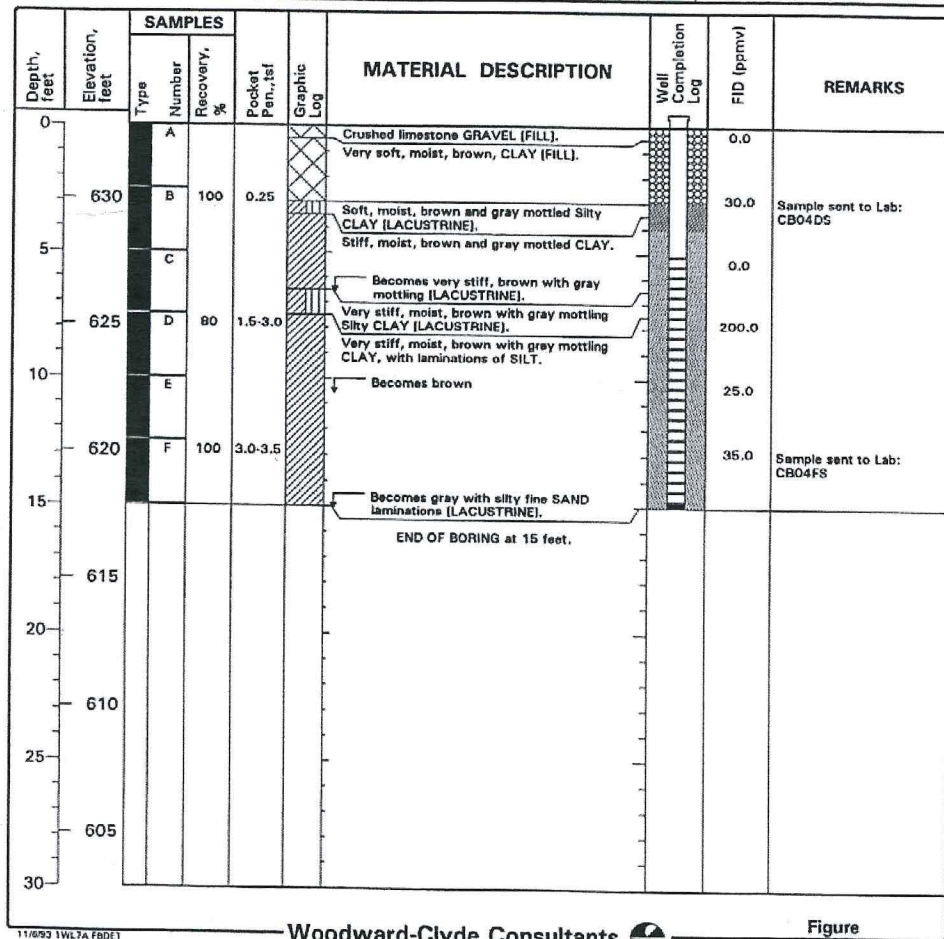 Depth, feet
Elevation, feet
SAMPLES
Type
Number
Recovery, %
Pocket Pen.,tsf
Graphic Log
MATERIAL DESCRIPTION
Well Completion Log
FID (ppmv)
REMARKS
0
A
Crushed limestone GRAVEL [FILL].
0.0
Very soft, moist, brown, CLAY [FILL].
630
B
100
0.25
30.0
Sample sent to Lab:
CB04DS
Soft, moist, brown and gray mottled Silty
CLAY [LACUSTRINE].
5
Stiff, moist, brown and gray mottled CLAY.
C
0.0
Becomes very stiff, brown with gray
mottling [LACUSTRINE].
625
D
80
1.5-3.0
Very stiff, moist, brown with gray mottling
Silty CLAY [LACUSTRINE].
200.0
Very stiff, moist, brown with gray mottling
CLAY, with laminations of SILT.
10
E
Becomes brown
25.0
620
F
100
3.0-3.5
35.0
Sample sent to Lab:
CB04FS
15
Becomes gray with silty fine SAND
laminations [LACUSTRINE].
END OF BORING at 15 feet.
615
20
610
25
605
30
11/8/93 1WL7A FBDET
Woodward-Clyde Consultants
Figure